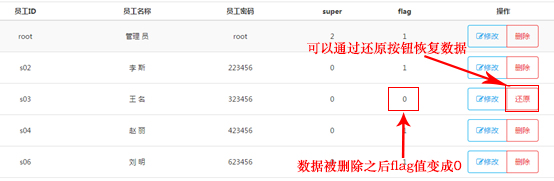 员工ID 员工名称 员工密码 super flag 操作
root 管理 员 root 2 1 修改 删除
可以通过还原按钮恢复数据
s02 李 斯 223456 0 1 修改 删除
s03 王 名 323456 0 0 修改 还原
s04 赵 丽 423456 0 修改 删除
s06 刘 明 623456 修改 删除
数据被删除之后flag值变成0